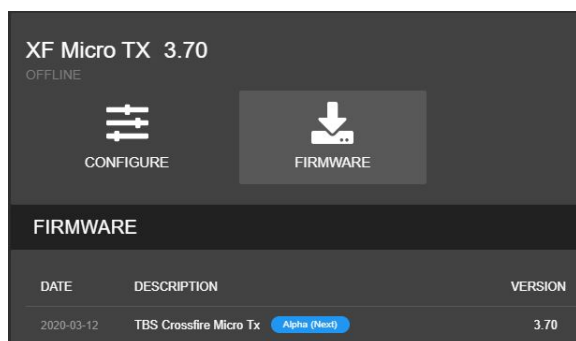 XF Micro TX 3.70
OFFLINE
CONFIGURE FIRMWARE
FIRMWARE
DATE DESCRIPTION VERSION
2020-03-12 TBS Crossfire Micro Tx Alpha (Next) 3.70